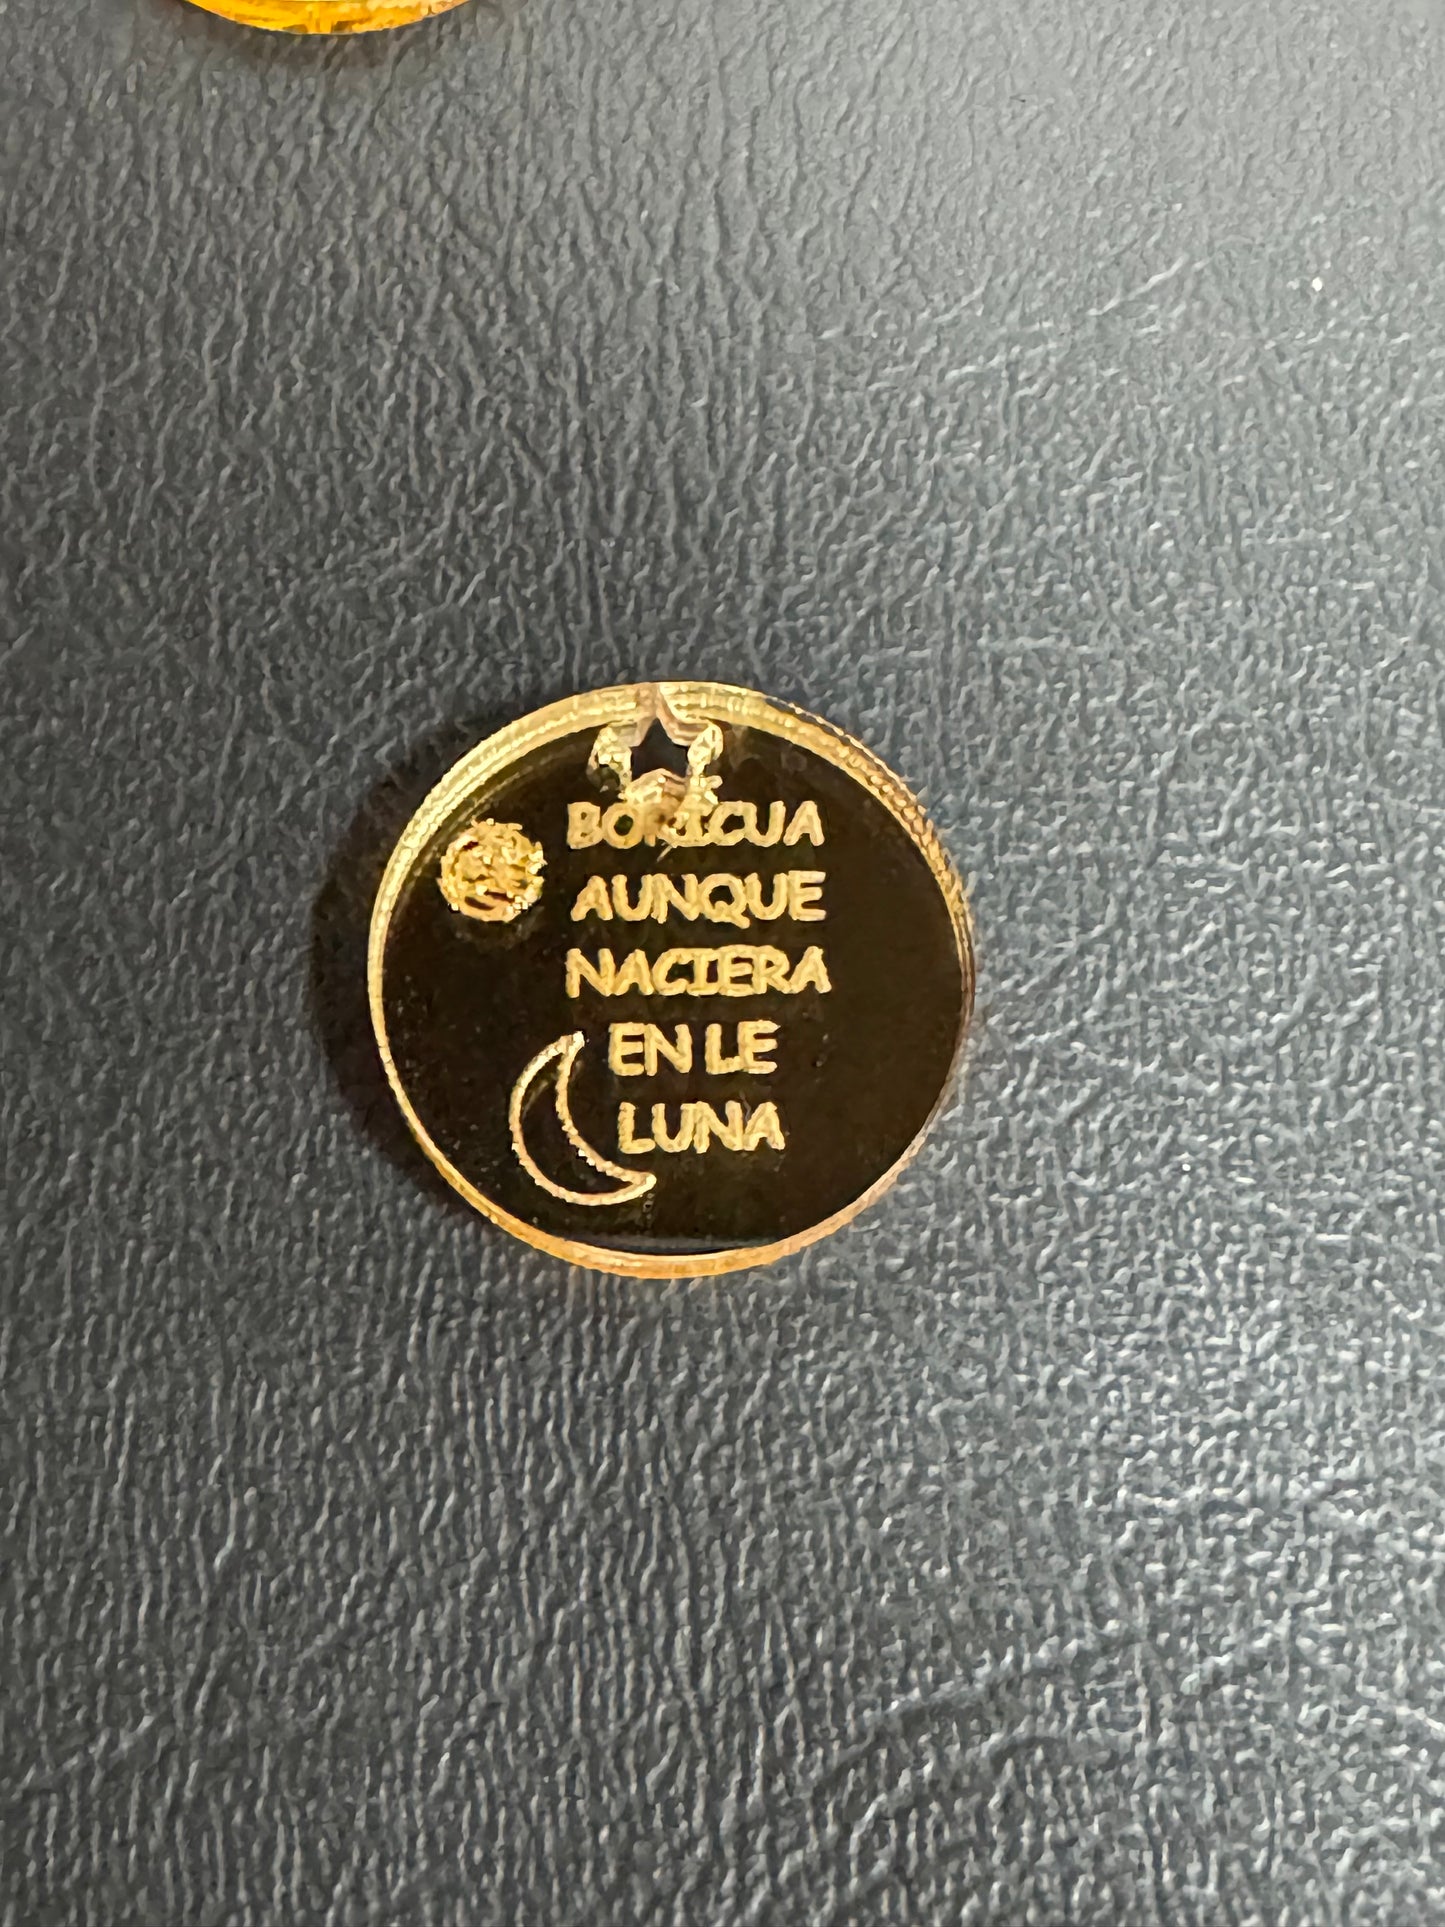 BORICUA
AUNQUE
NACIERA
EN LE
LUNA